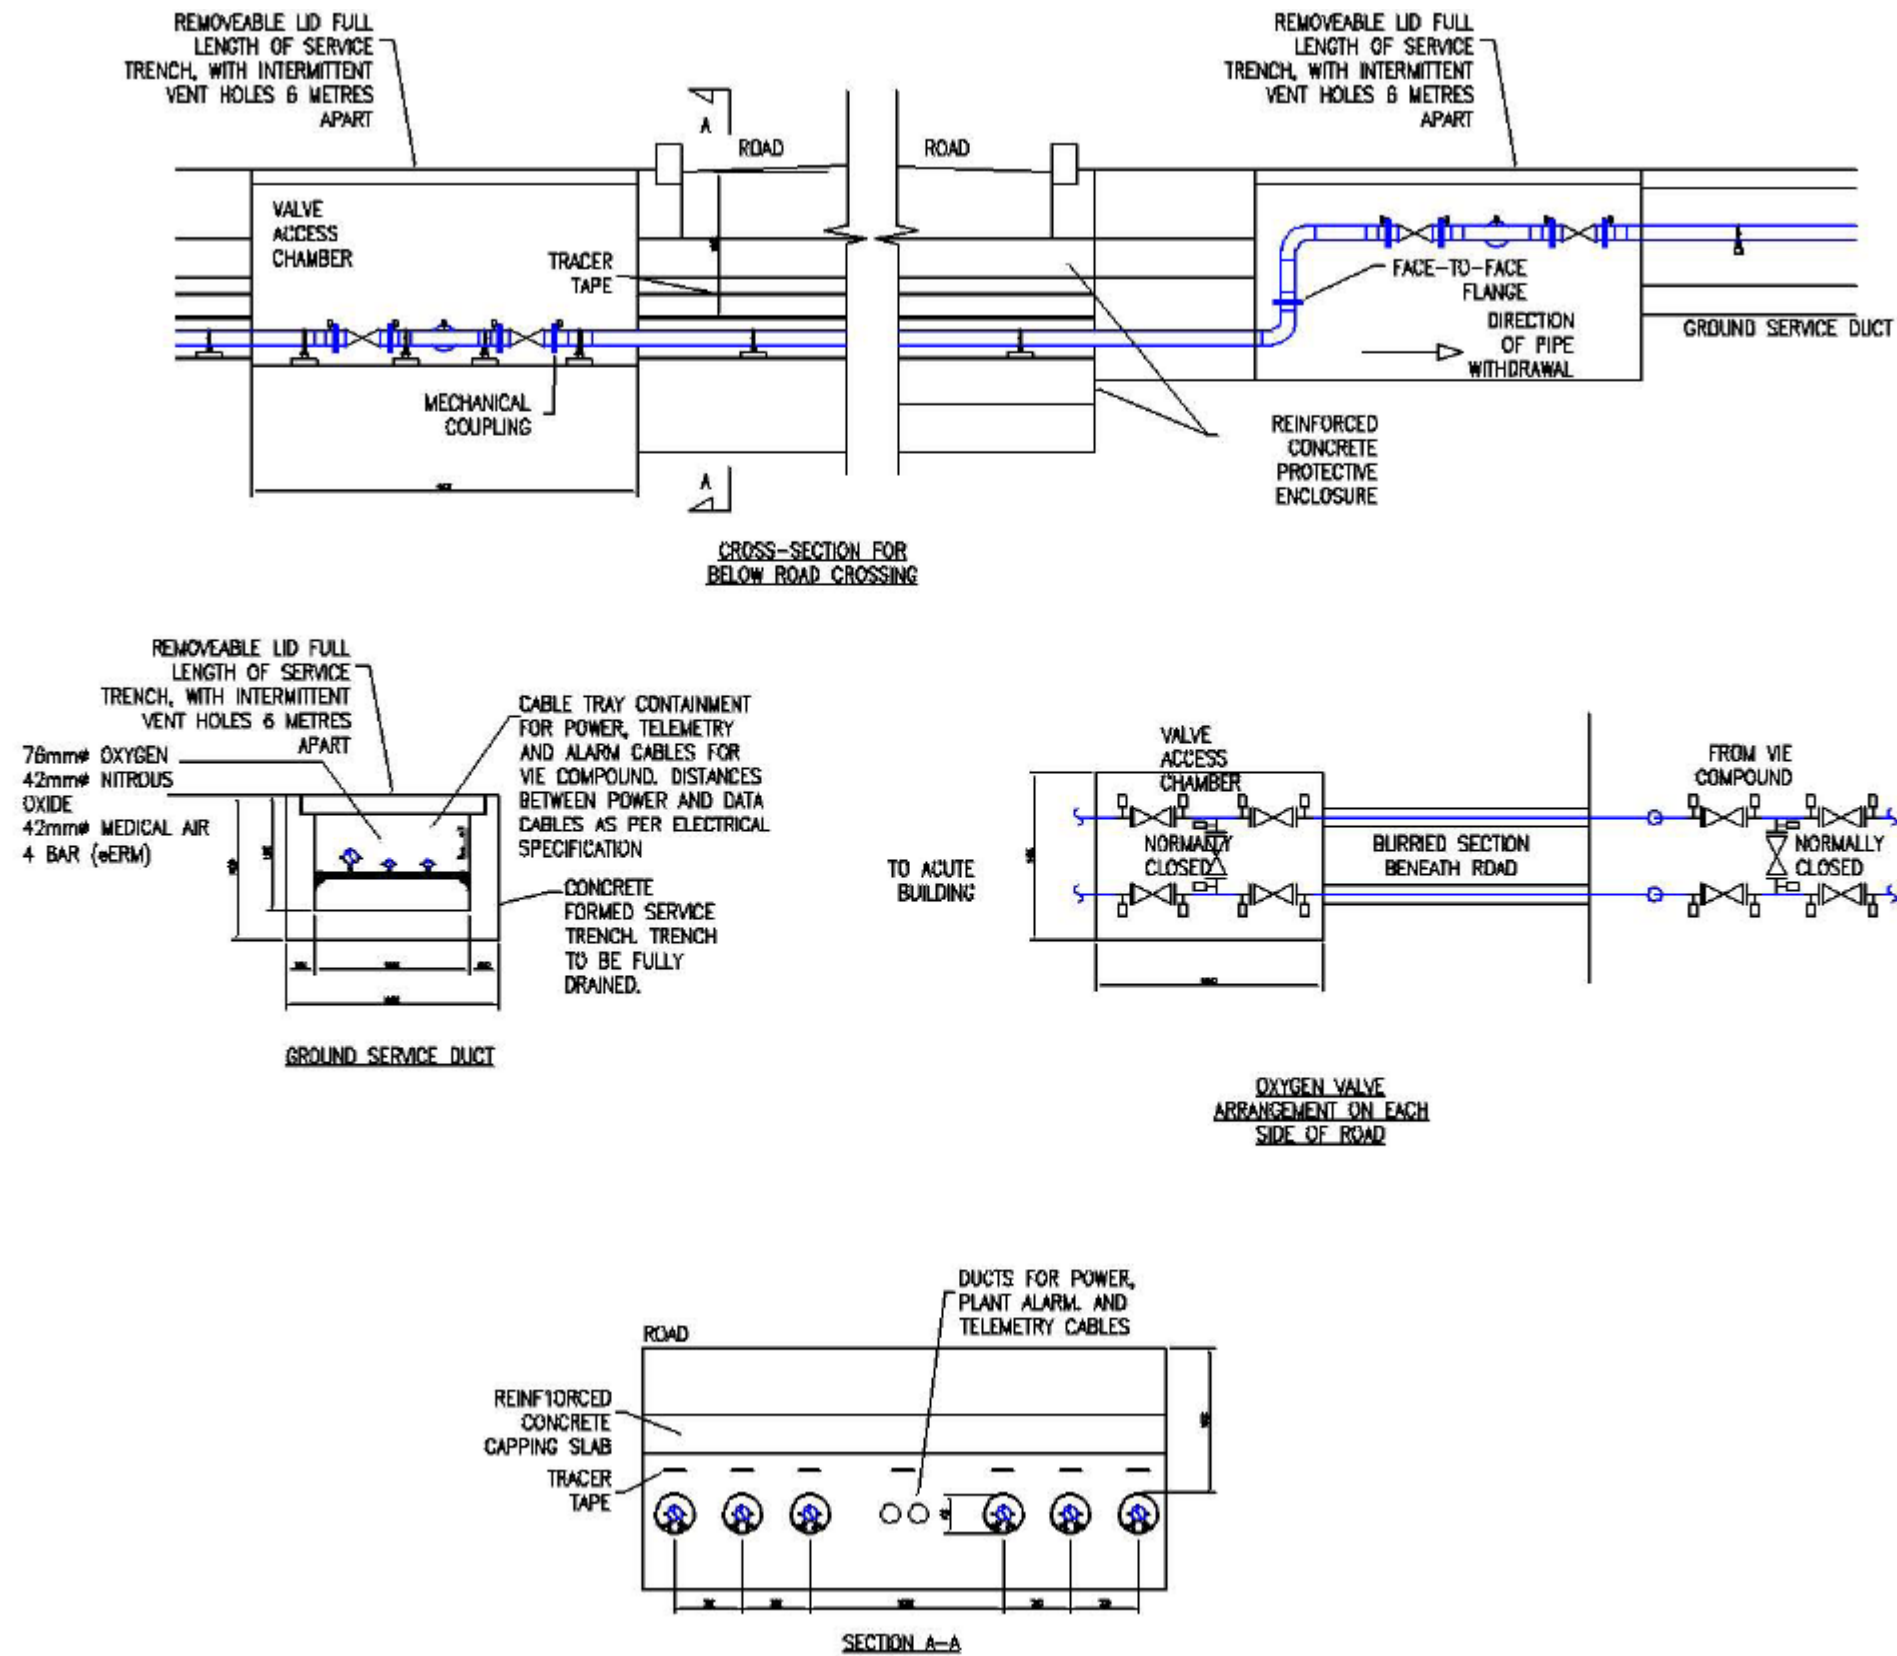 REMOVEABLE LID FULL
LENGTH OF SERVICE
TRENCH, WITH INTERMITTENT
VENT HOLES 6 METRES
APART
REMOVEABLE LID FULL
LENGTH OF SERVICE
TRENCH, WITH INTERMITTENT
VENT HOLES 6 METRES
APART
A
ROAD
ROAD
VALVE
ACCESS
CHAMBER
TRACER
TAPE
FACE-TO-FACE
FLANGE
DIRECTION
OF PIPE
WITHDRAWAL
GROUND SERVICE DUCT
MECHANICAL
COUPLING
REINFORCED
CONCRETE
PROTECTIVE
ENCLOSURE
A
CROSS-SECTION FOR
BELOW ROAD CROSSING
REMOVEABLE LID FULL
LENGTH OF SERVICE
TRENCH, WITH INTERMITTENT
VENT HOLES 6 METRES
APART
76mmø OXYGEN
42mmø NITROUS
OXIDE
42mmø MEDICAL AIR
4 BAR (eERM)
CABLE TRAY CONTAINMENT
FOR POWER, TELEMETRY
AND ALARM CABLES FOR
VIE COMPOUND. DISTANCES
BETWEEN POWER AND DATA
CABLES AS PER ELECTRICAL
SPECIFICATION
CONCRETE
FORMED SERVICE
TRENCH. TRENCH
TO BE FULLY
DRAINED.
GROUND SERVICE DUCT
VALVE
ACCESS
CHAMBER
FROM VIE
COMPOUND
NORMALLY
CLOSED
BURRIED SECTION
BENEATH ROAD
NORMALLY
CLOSED
TO ACUTE
BUILDING
OXYGEN VALVE
ARRANGEMENT ON EACH
SIDE OF ROAD
DUCTS FOR POWER,
PLANT ALARM. AND
TELEMETRY CABLES
ROAD
REINF1ORCED
CONCRETE
CAPPING SLAB
TRACER
TAPE
SECTION A-A